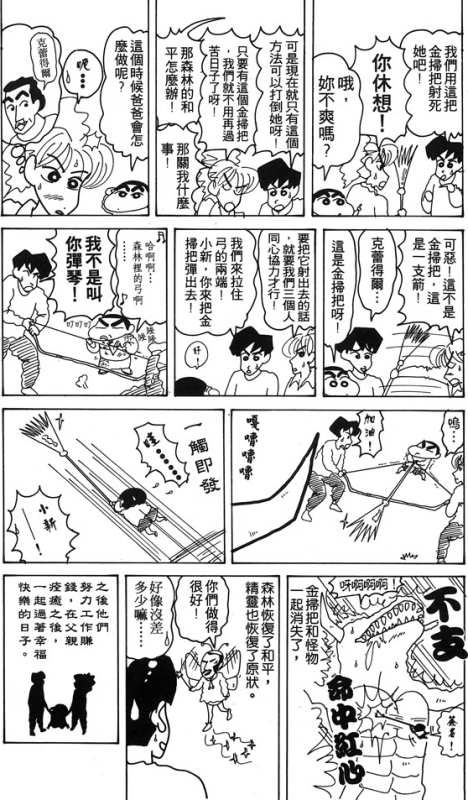 我們用這把
金掃把射死
她吧!
你休想!
哦,
妳不爽嗎?
可是現在就只有這個
方法可以打倒她呀!
只要有這個金掃把
,我們就不用再過
苦日子了呀!
那森林的和
平怎麼辦!
那關我什麼
事!
這個時候爸爸會怎
麼做呢?
呃…
克蕾得爾
可惡!這不是
金掃把,這
是一支箭!
克蕾得爾…
這是金掃把呀!
要把它射出去的話
,就要我們三個
同心協力才行!
我們來拉住
弓的兩端!
小新,你來把金
掃把彈出去!
好!
哈啊啊…
森林裡的弓啊
……
我不是叫
你彈琴!
叮叮叮
嗚…
加油!
嘎嘈嘈嘈
一觸即發
哇……
小新——!
呀啊啊啊!
金掃把和怪物
一起消失了,
命中紅心
簽名!
森林恢復了和平,
精靈也恢復了原狀。
你們做得
很好!
好像沒差
多少嘛……
之後他們
努力工作賺
錢,在父親
痊癒之後,
一起過著幸福
快樂的日子。